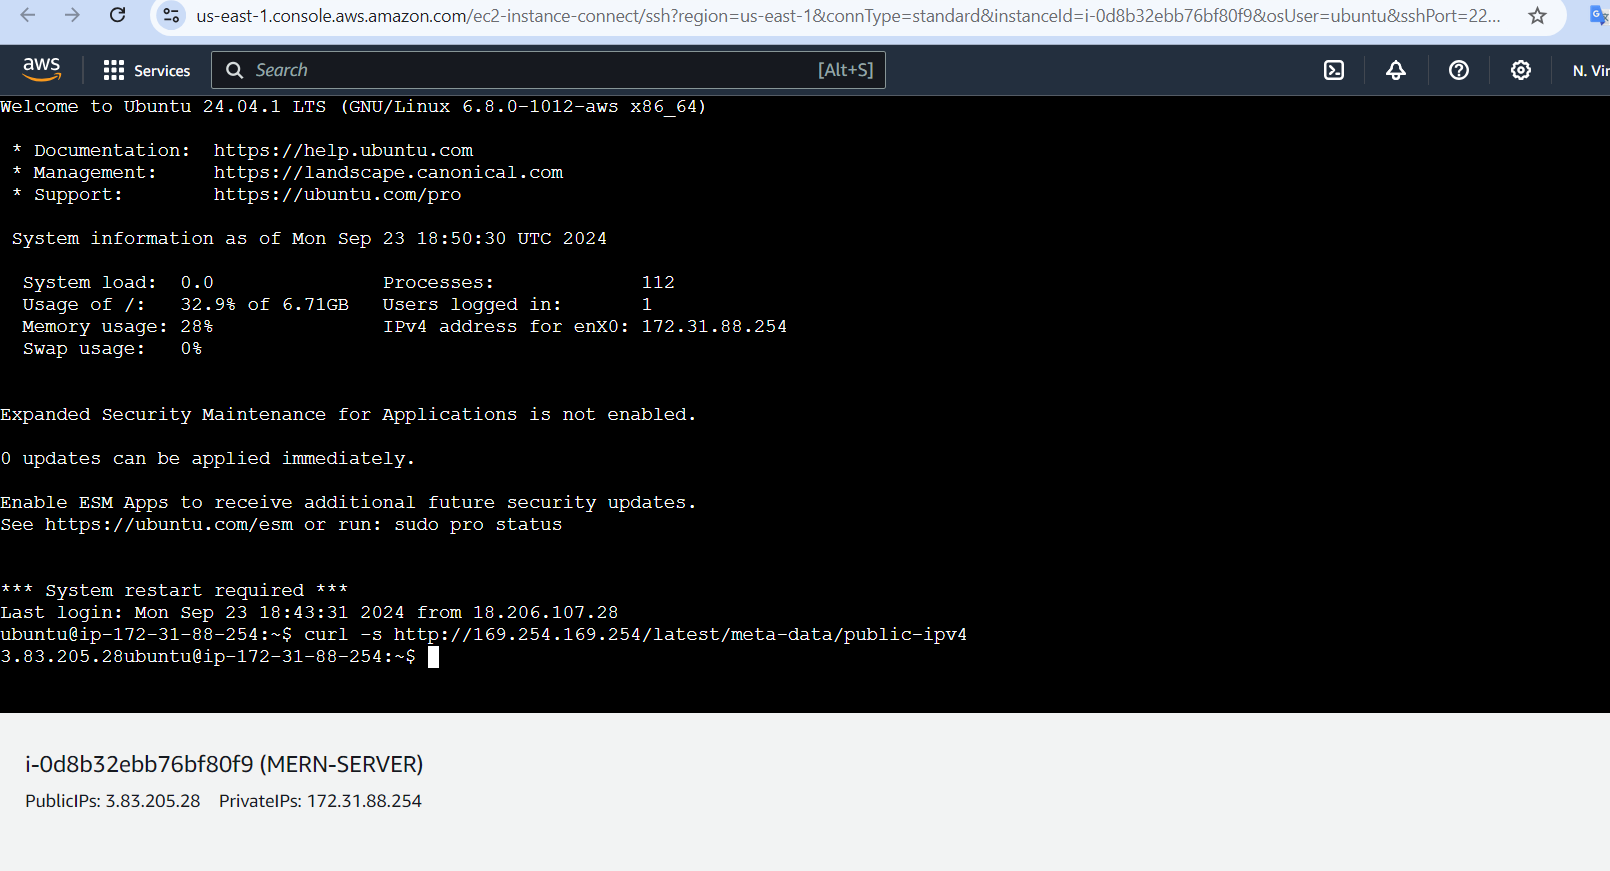 us-east-1.console.aws.amazon.com/ec2-instance-connect/ssh?region=us-east-1&connType=standard&instanceId=i-0d8b32ebb76bf80f9&osUser=ubuntu&sshPort=22...
aws Services Search [Alt+S] N. Vir
Welcome to Ubuntu 24.04.1 LTS (GNU/Linux 6.8.0-1012-aws x86_64)
* Documentation: https://help.ubuntu.com
* Management: https://landscape.canonical.com
* Support: https://ubuntu.com/pro
System information as of Mon Sep 23 18:50:30 UTC 2024
System load: 0.0 Processes: 112
Usage of /: 32.9% of 6.71GB Users logged in: 1
Memory usage: 28% IPv4 address for enX0: 172.31.88.254
Swap usage: 0%
Expanded Security Maintenance for Applications is not enabled.
0 updates can be applied immediately.
Enable ESM Apps to receive additional future security updates.
See https://ubuntu.com/esm or run: sudo pro status
*** System restart required ***
Last login: Mon Sep 23 18:43:31 2024 from 18.206.107.28
ubuntu@ip-172-31-88-254:~$ curl -s http://169.254.169.254/latest/meta-data/public-ipv4
3.83.205.28ubuntu@ip-172-31-88-254:~$
i-0d8b32ebb76bf80f9 (MERN-SERVER)
PublicIPs: 3.83.205.28 PrivateIPs: 172.31.88.254